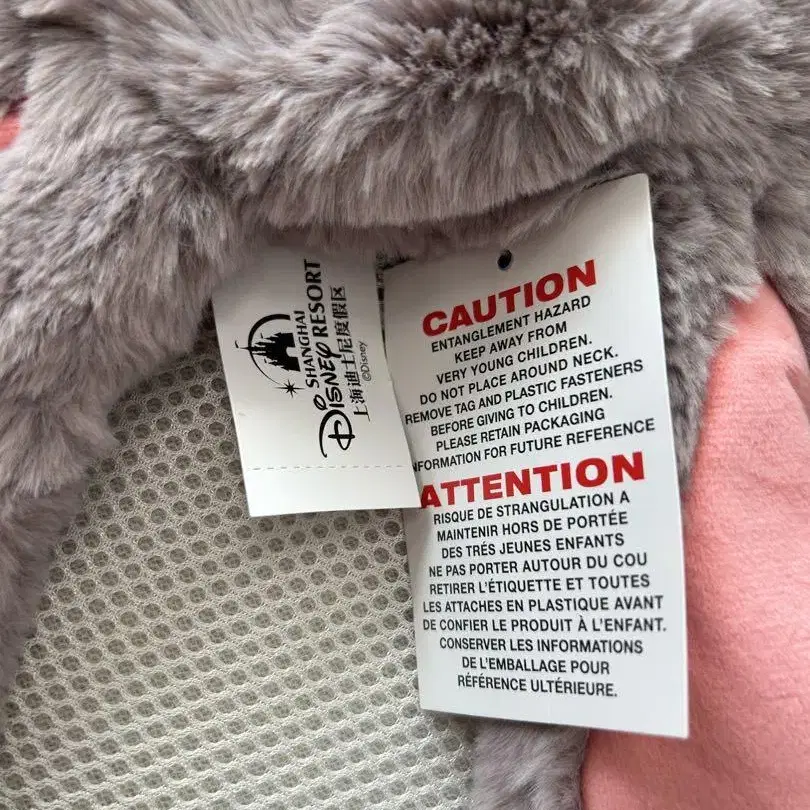 SHANGHAI
Disney RESORT
上海迪士尼度假区
©Disney
CAUTION
ENTANGLEMENT HAZARD
KEEP AWAY FROM
VERY YOUNG CHILDREN.
DO NOT PLACE AROUND NECK.
REMOVE TAG AND PLASTIC FASTENERS
BEFORE GIVING TO CHILDREN.
PLEASE RETAIN PACKAGING
INFORMATION FOR FUTURE REFERENCE
ATTENTION
RISQUE DE STRANGULATION A
MAINTENIR HORS DE PORTÉE
DES TRÉS JEUNES ENFANTS
NE PAS PORTER AUTOUR DU COU
RETIRER L'ÉTIQUETTE ET TOUTES
LES ATTACHES EN PLASTIQUE AVANT
DE CONFIER LE PRODUIT À L'ENFANT.
CONSERVER LES INFORMATIONS
DE L'EMBALLAGE POUR
RÉFÉRENCE ULTÉRIEURE.